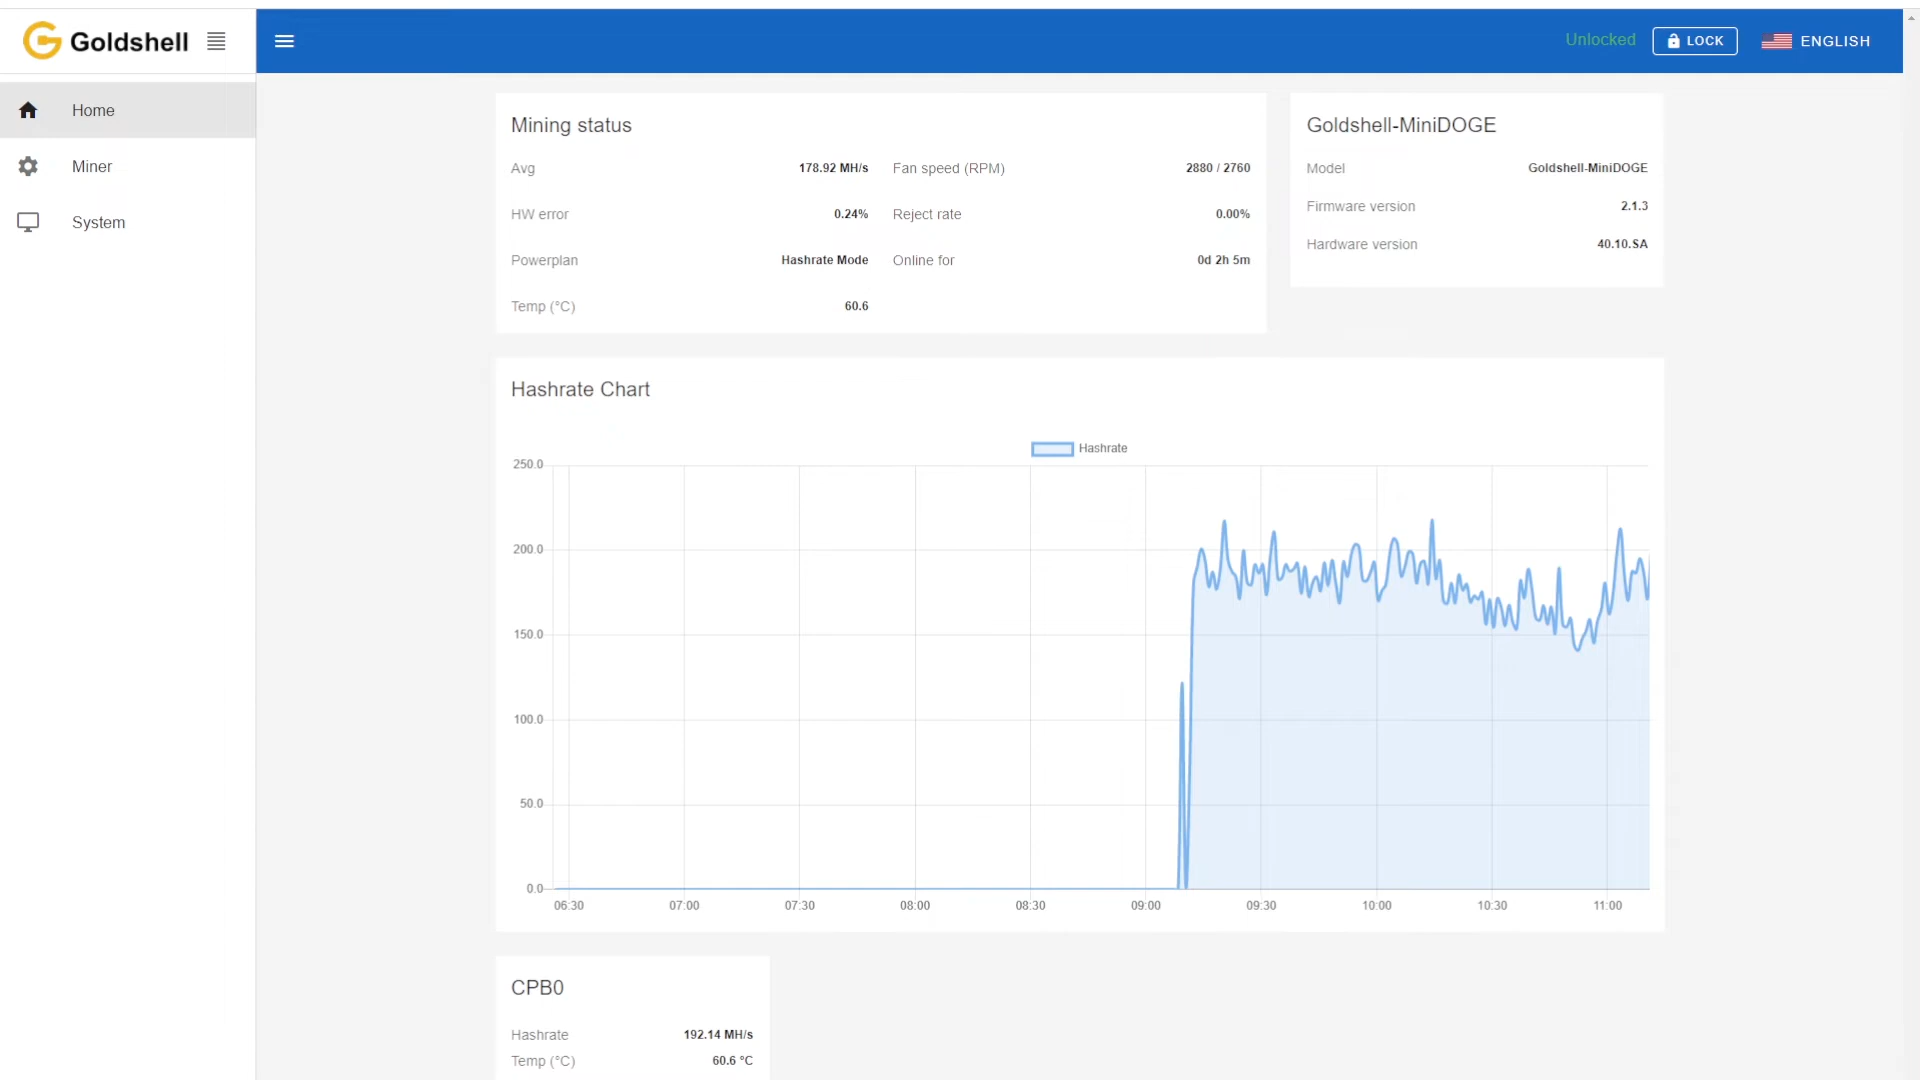 Goldshell
Unlocked
LOCK
ENGLISH
Home
Miner
System
Mining status
Avg 178.92 MH/s Fan speed (RPM) 2880 / 2760
HW error 0.24% Reject rate 0.00%
Powerplan Hashrate Mode Online for 0d 2h 5m
Temp (°C) 60.6
Goldshell-MiniDOGE
Model Goldshell-MiniDOGE
Firmware version 2.1.3
Hardware version 40.10.SA
Hashrate Chart
Hashrate
250.0
200.0
150.0
100.0
50.0
0.0
06:30 07:00 07:30 08:00 08:30 09:00 09:30 10:00 10:30 11:00
CPB0
Hashrate 192.14 MH/s
Temp (°C) 60.6 °C